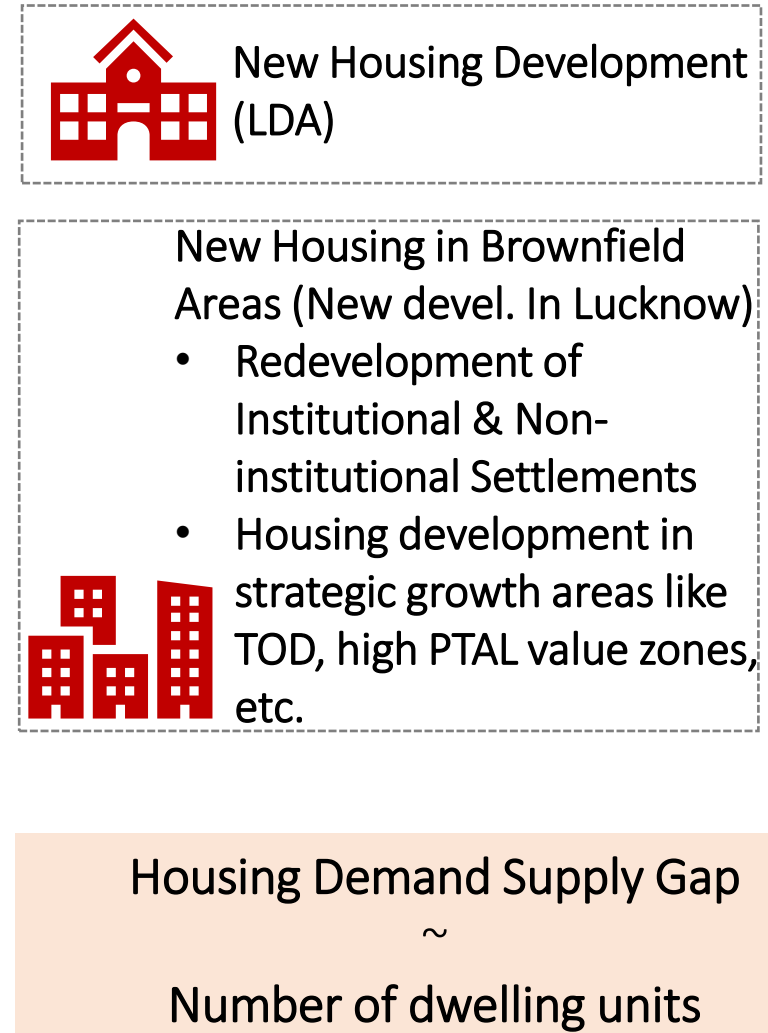 New Housing Development
(LDA)
New Housing in Brownfield
Areas (New devel. In Lucknow)
• Redevelopment of
Institutional & Non-
institutional Settlements
• Housing development in
strategic growth areas like
TOD, high PTAL value zones,
etc.
Housing Demand Supply Gap
~
Number of dwelling units